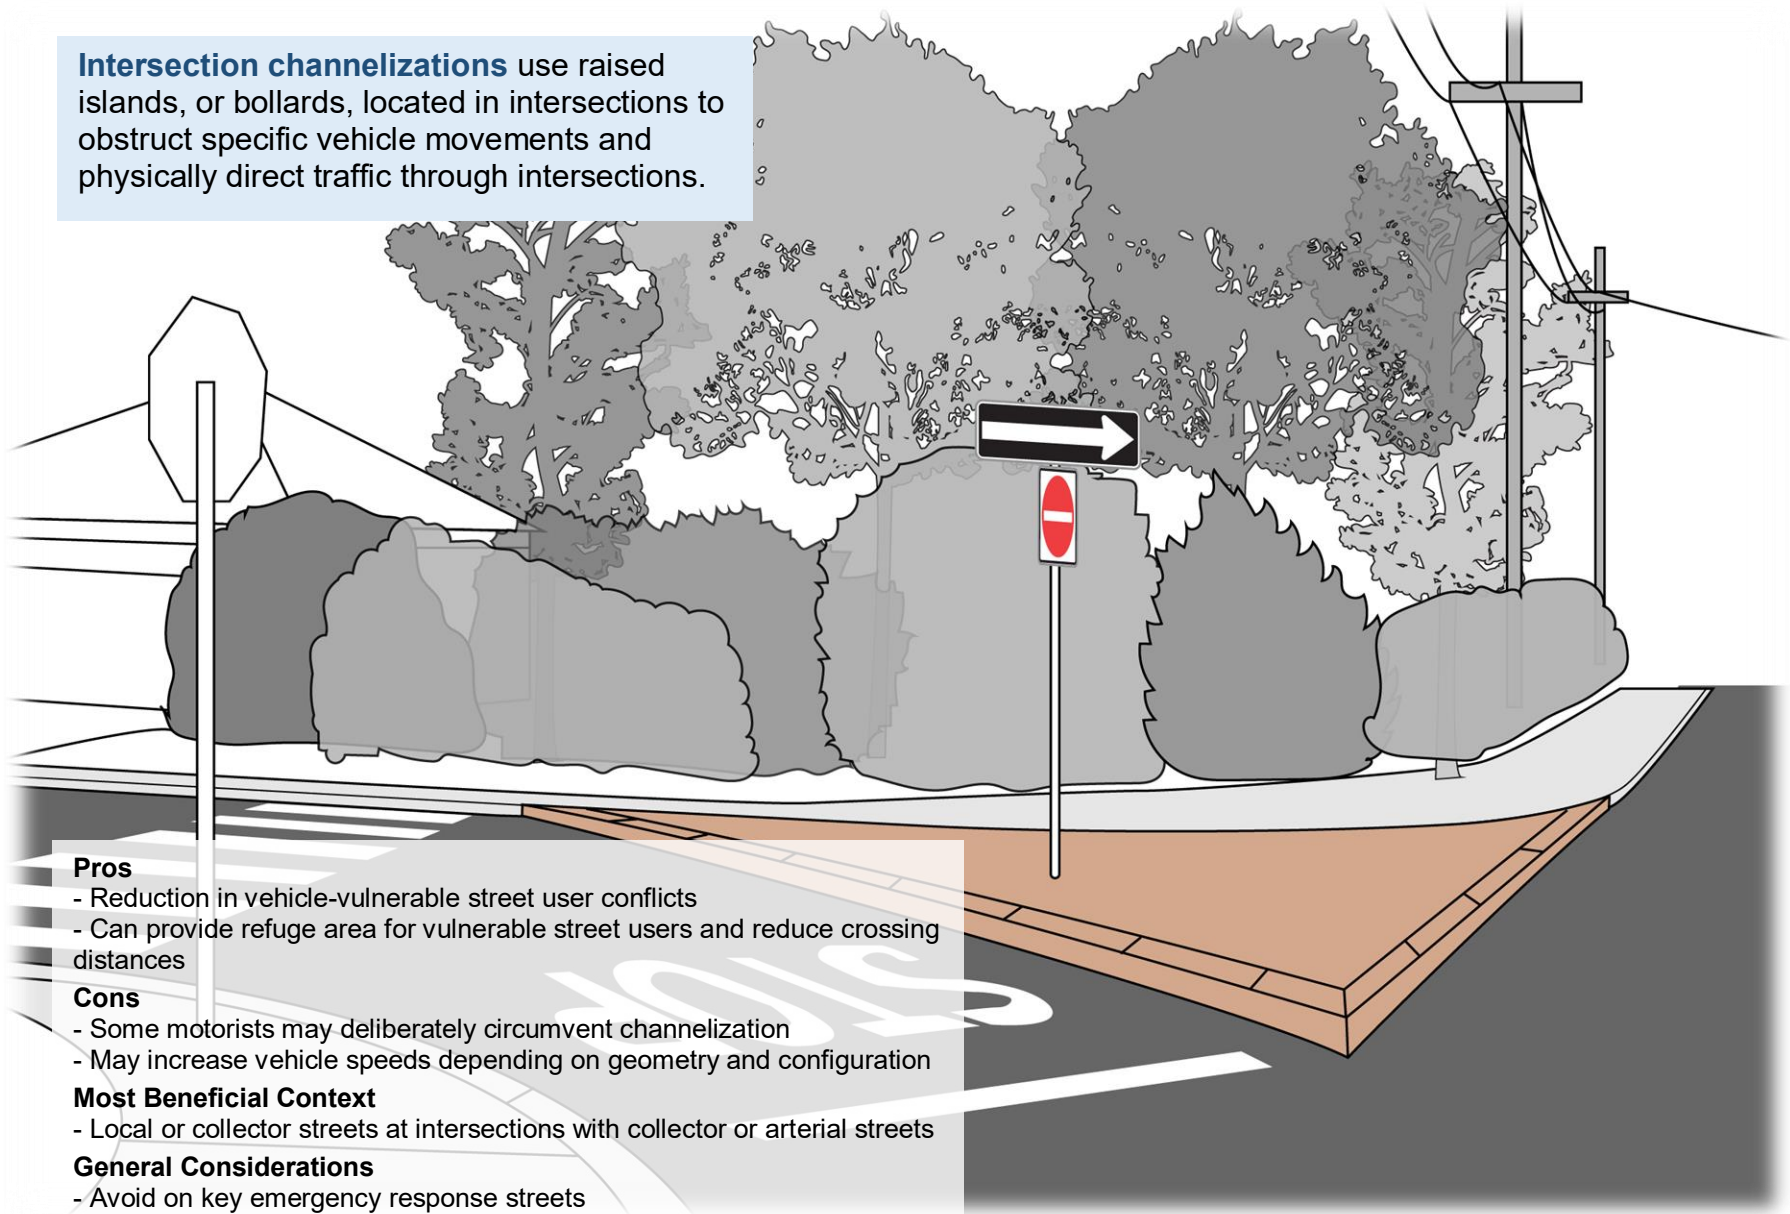 Intersection channelizations use raised
islands, or bollards, located in intersections to
obstruct specific vehicle movements and
physically direct traffic through intersections.
Pros
- Reduction in vehicle-vulnerable street user conflicts
- Can provide refuge area for vulnerable street users and reduce crossing
distances
Cons
- Some motorists may deliberately circumvent channelization
- May increase vehicle speeds depending on geometry and configuration
Most Beneficial Context
- Local or collector streets at intersections with collector or arterial streets
General Considerations
- Avoid on key emergency response streets
STOP